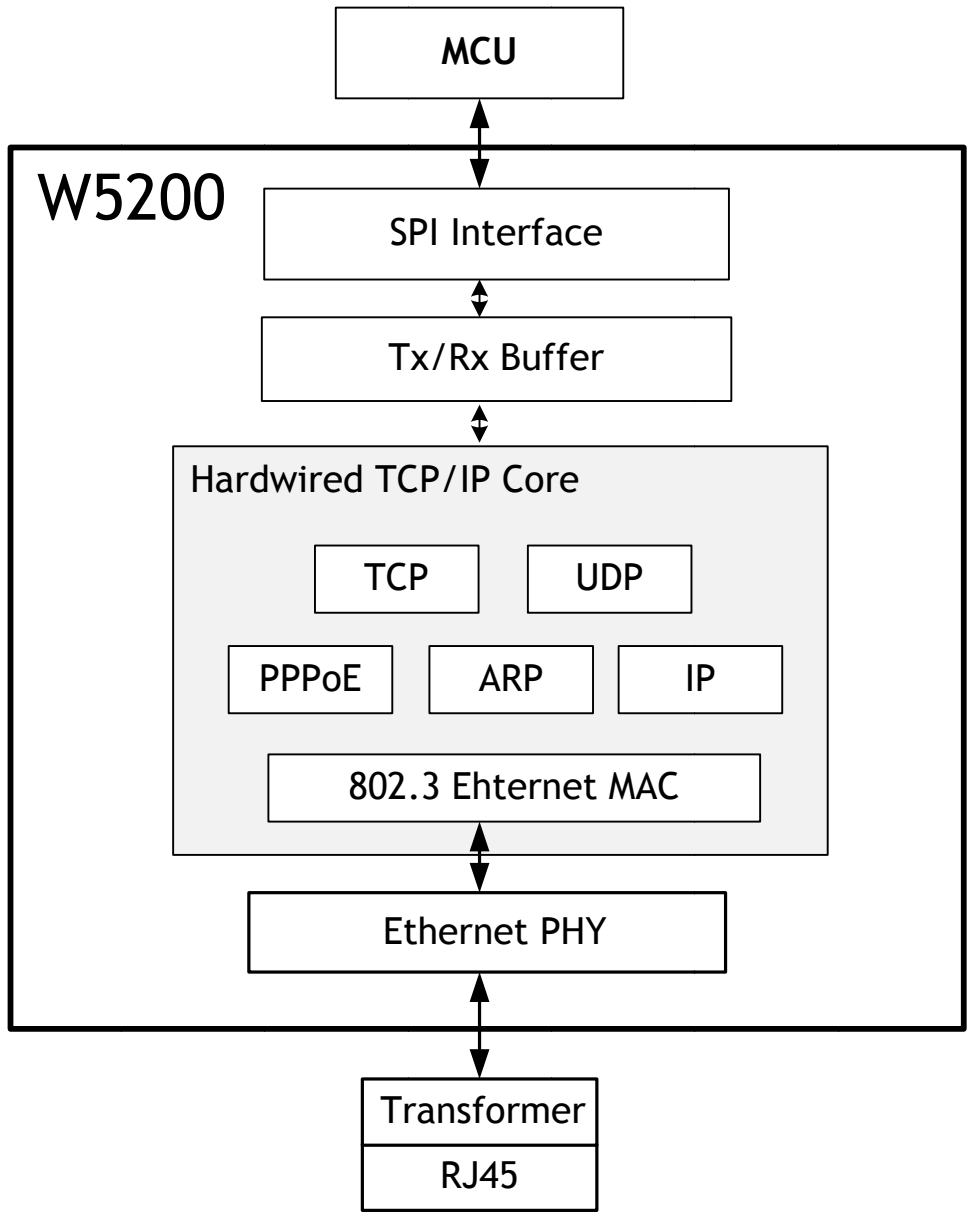 MCU
W5200
SPI Interface
Tx/Rx Buffer
Hardwired TCP/IP Core
TCP
UDP
PPPoE
ARP
IP
802.3 Ehternet MAC
Ethernet PHY
Transformer
RJ45